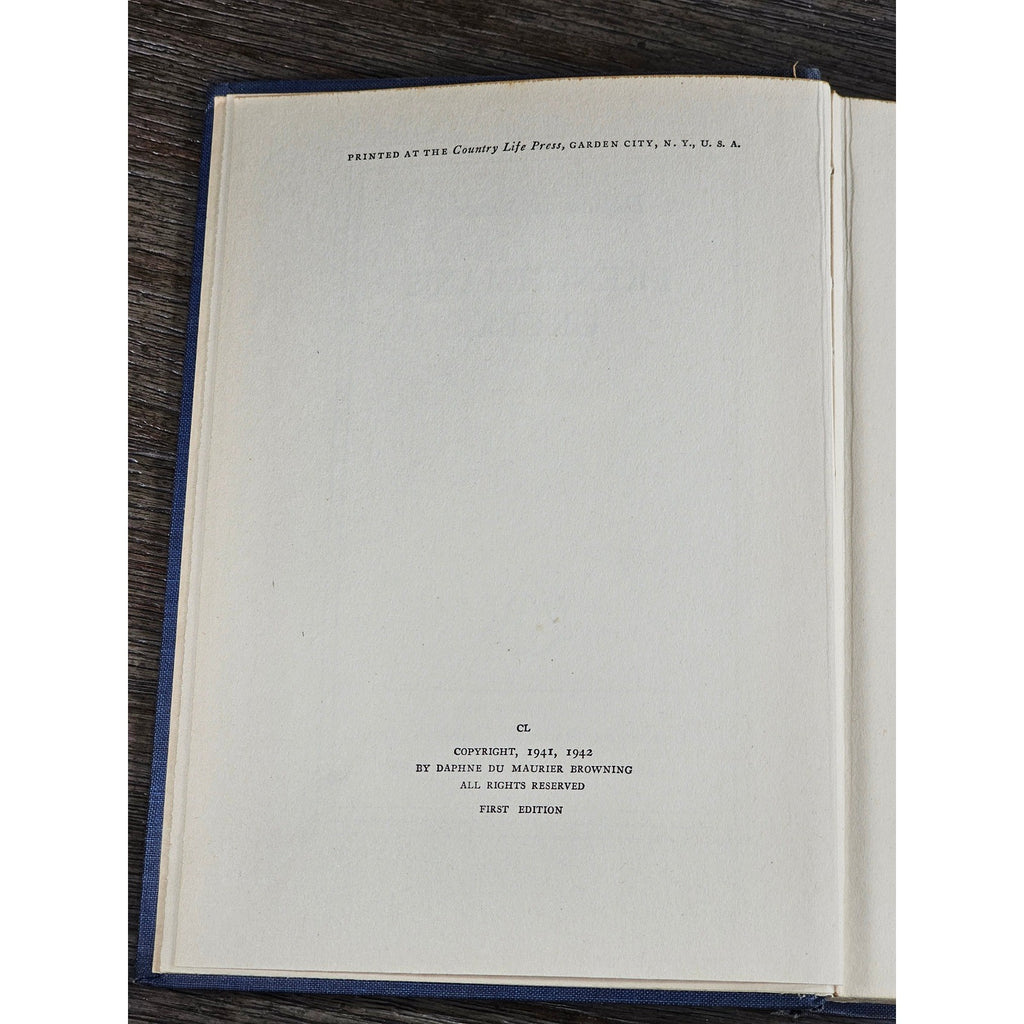 PRINTED AT THE Country Life Press, GARDEN CITY, N. Y., U. S. A.
CL
COPYRIGHT, 1941, 1942
BY DAPHNE DU MAURIER BROWNING
ALL RIGHTS RESERVED
FIRST EDITION